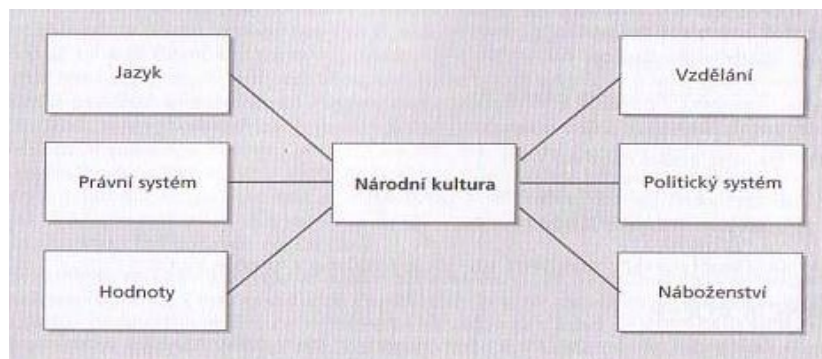 Jazyk
Vzdělání
Právní systém
Národní kultura
Politický systém
Hodnoty
Náboženství